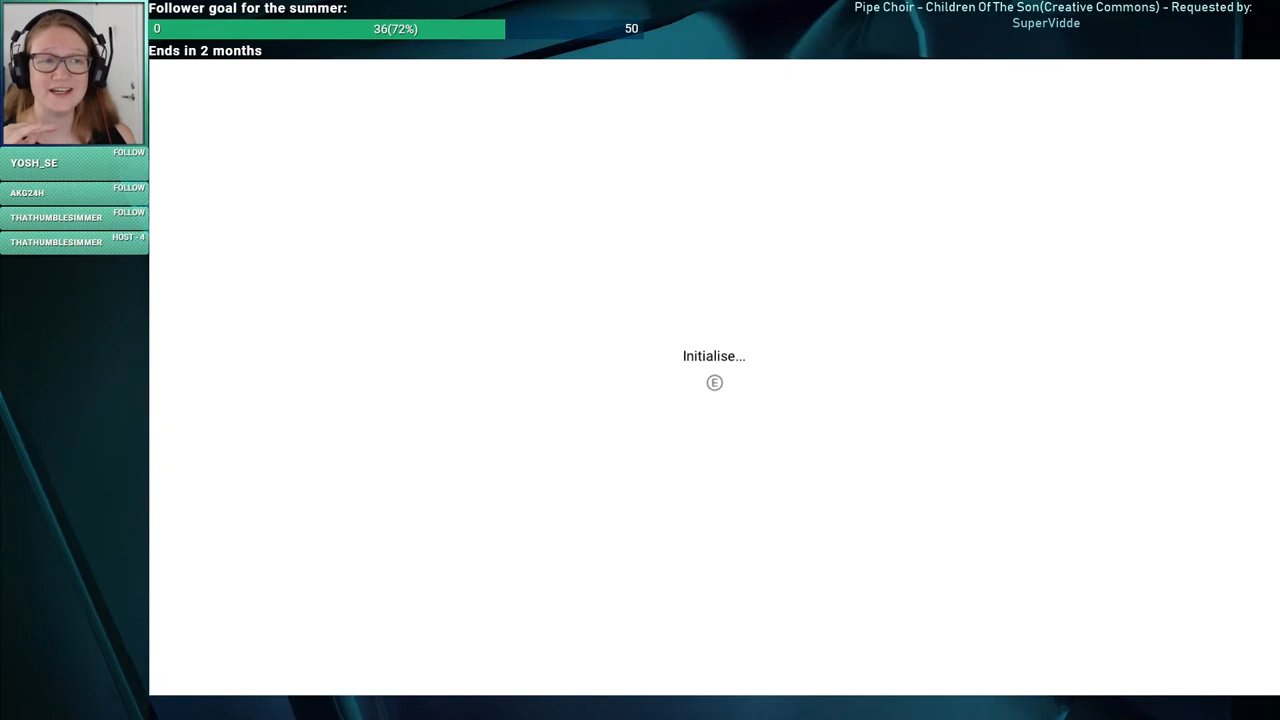 Follower goal for the summer:
0 36(72%) 50
Ends in 2 months
Pipe Choir - Children Of The Son(Creative Commons) - Requested by:
SuperVidde
YOSH_SE FOLLOW
AKG24H FOLLOW
THATHUMBLESIMMER FOLLOW
THATHUMBLESIMMER HOST - 4
Initialise...
E